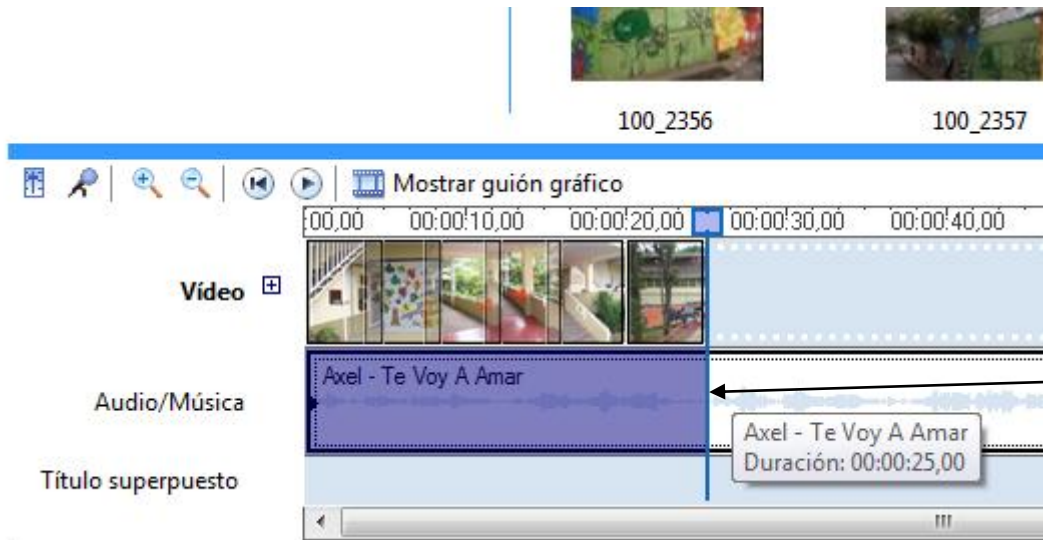 100_2356 100_2357
Mostrar guión gráfico
:00,00 00:00:10,00 00:00:20,00 00:00:30,00 00:00:40,00
Vídeo
Audio/Música
Axel - Te Voy A Amar
Axel - Te Voy A Amar
Duración: 00:00:25,00
Título superpuesto